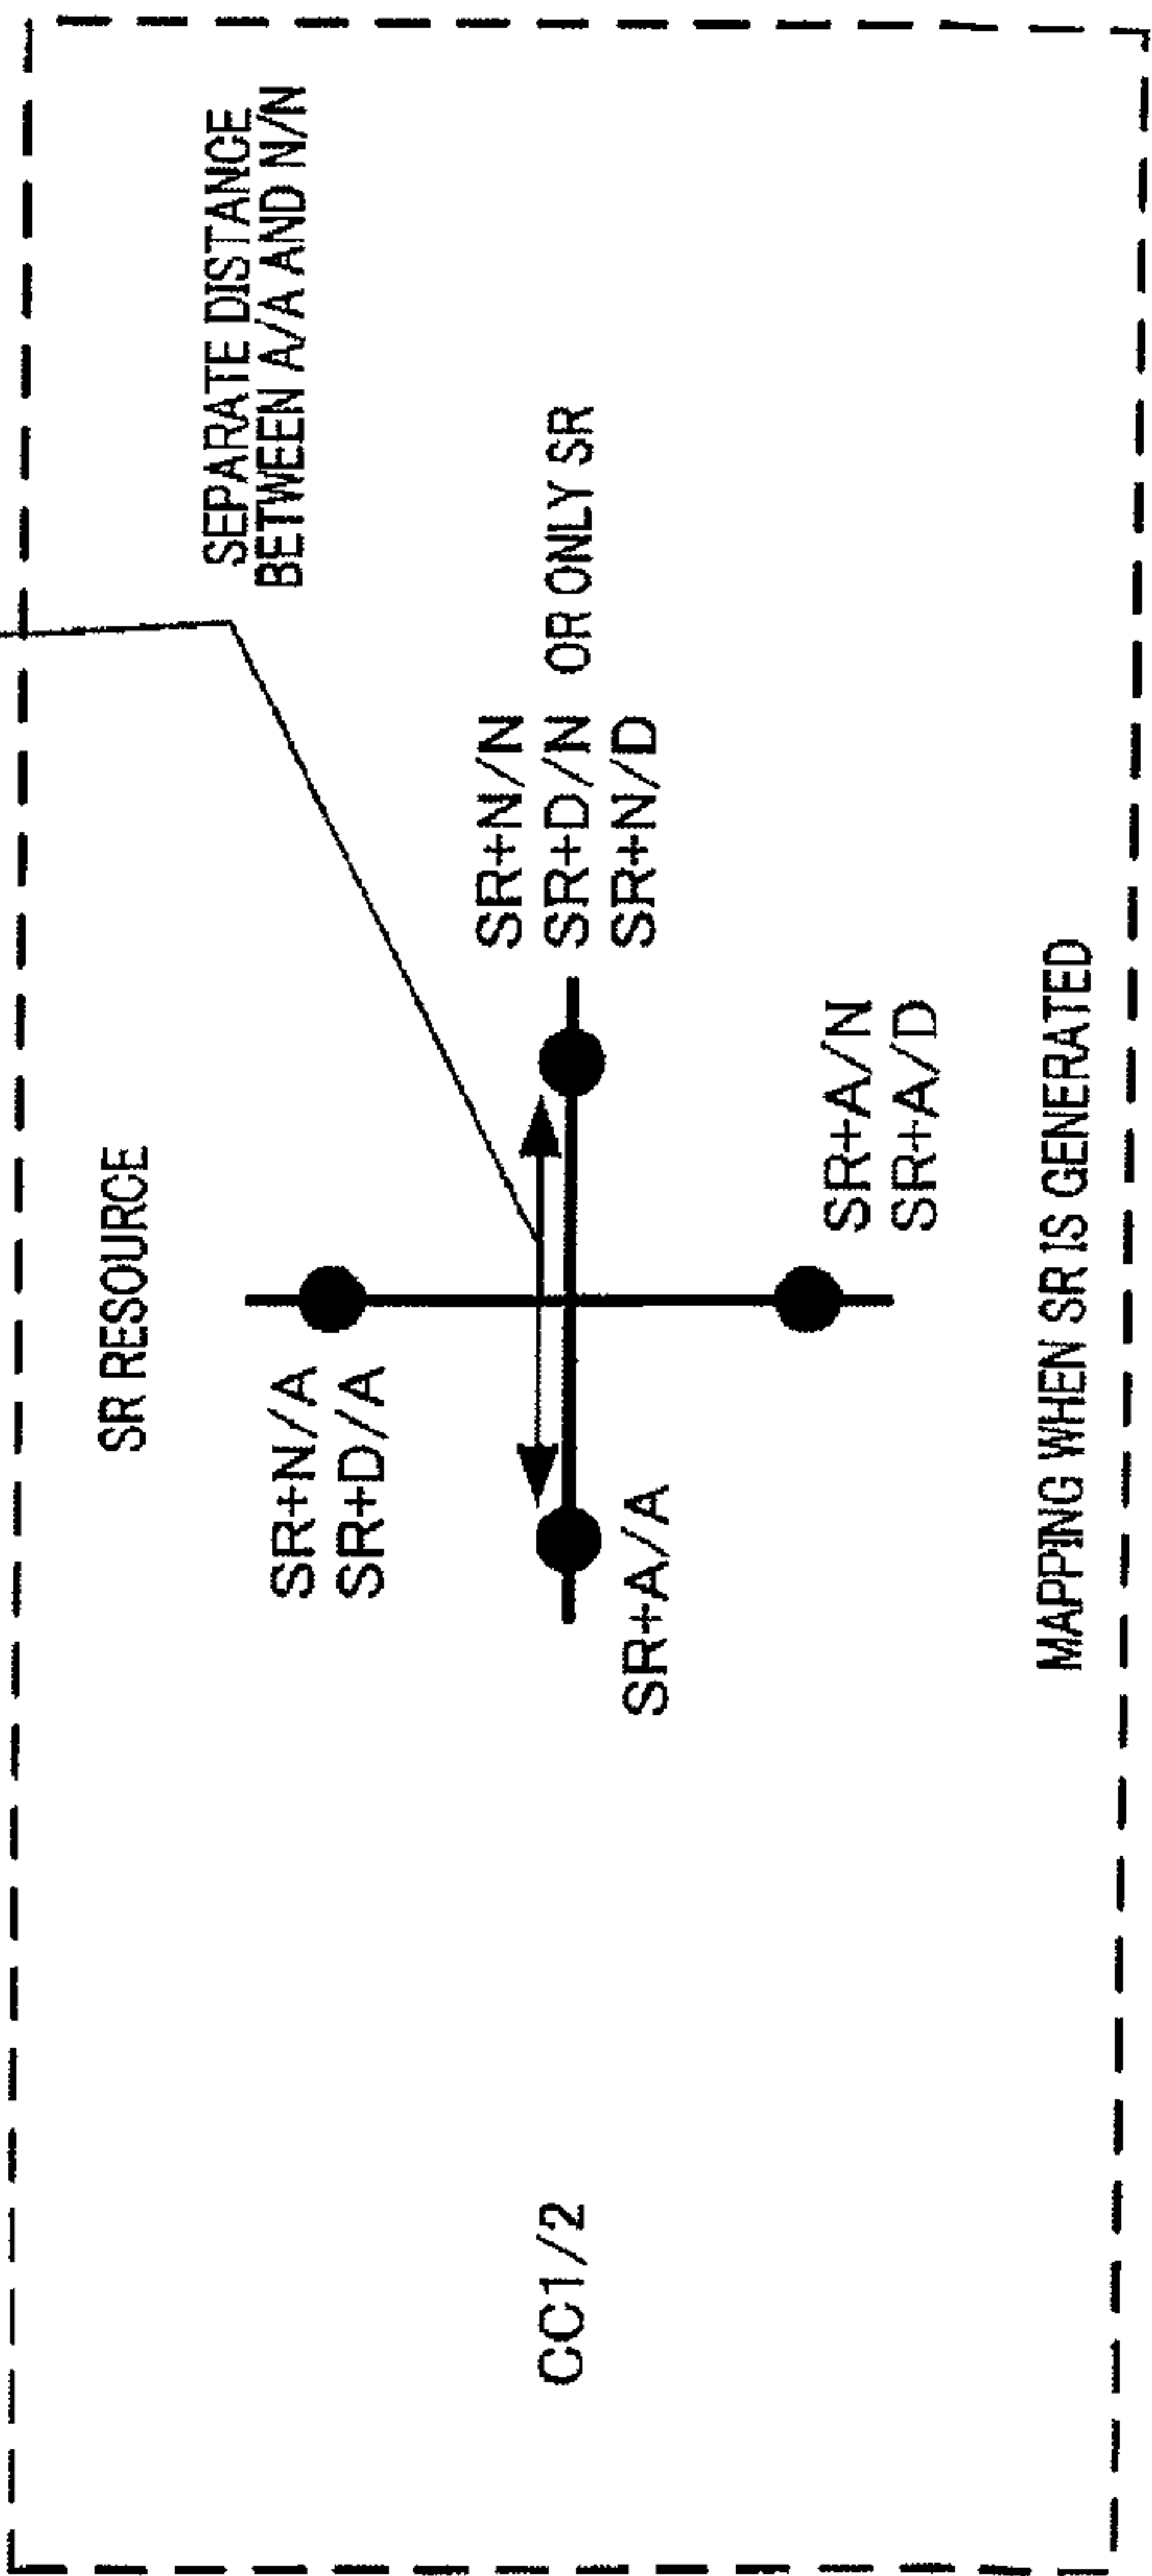 SR RESOURCE
SEPARATE DISTANCE
BETWEEN A/A AND N/N
SR+N/A
SR+D/A
SR+N/N
SR+D/N OR ONLY SR
SR+N/D
CC1/2
SR+A/A
SR+A/N
SR+A/D
MAPPING WHEN SR IS GENERATED